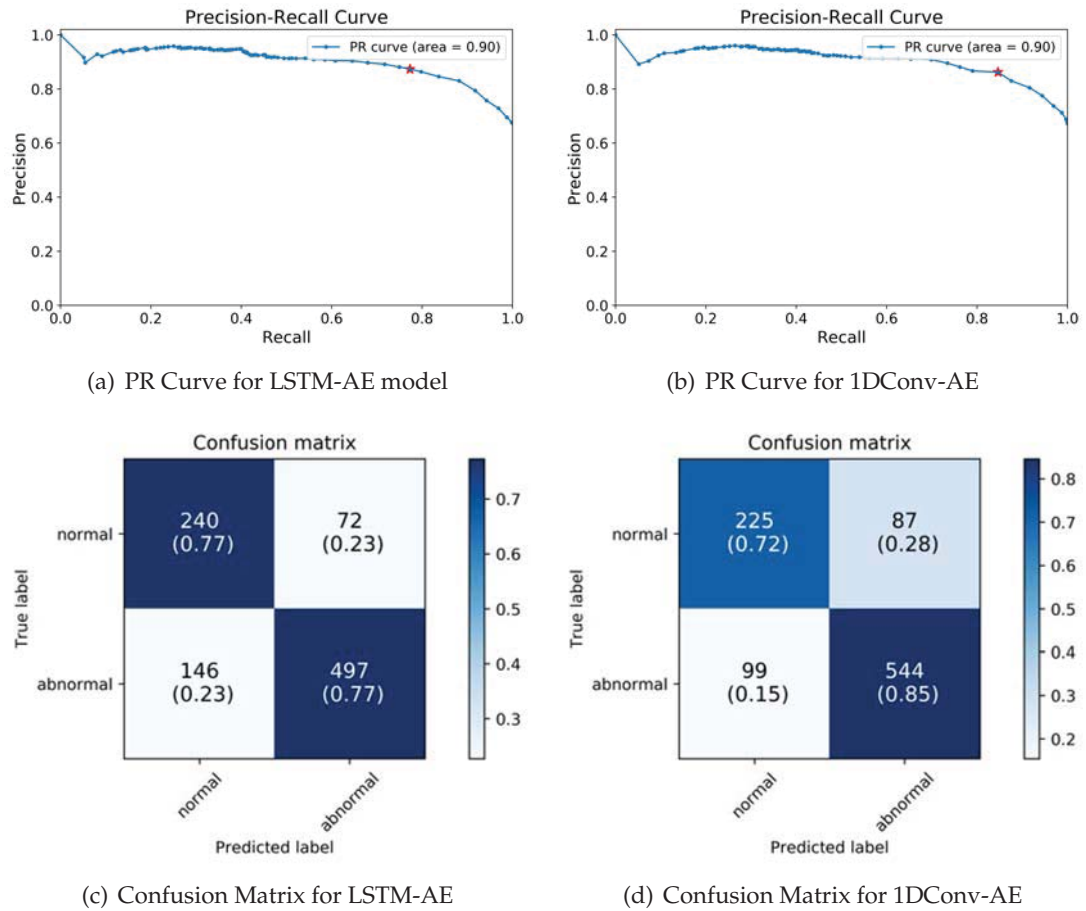 Precision-Recall Curve
1.0
0.8
0.6
0.4
0.2
0.0
Precision
PR curve (area = 0.90)
0.0 0.2 0.4 0.6 0.8 1.0
Recall
(a) PR Curve for LSTM-AE model
Precision-Recall Curve
1.0
0.8
0.6
0.4
0.2
0.0
Precision
PR curve (area = 0.90)
0.0 0.2 0.4 0.6 0.8 1.0
Recall
(b) PR Curve for 1DConv-AE
Confusion matrix
True label
normal
abnormal
240
(0.77)
72
(0.23)
146
(0.23)
497
(0.77)
normal
abnormal
Predicted label
0.7
0.6
0.5
0.4
0.3
(c) Confusion Matrix for LSTM-AE
Confusion matrix
True label
normal
abnormal
225
(0.72)
87
(0.28)
99
(0.15)
544
(0.85)
normal
abnormal
Predicted label
0.8
0.7
0.6
0.5
0.4
0.3
0.2
(d) Confusion Matrix for 1DConv-AE